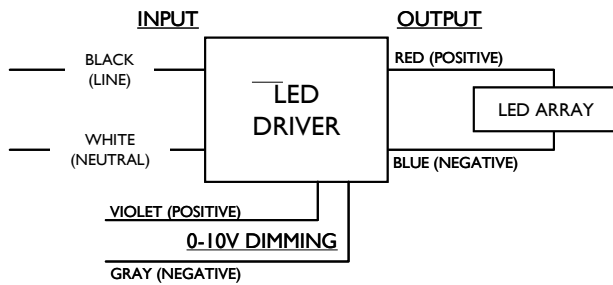 INPUT
OUTPUT
BLACK
(LINE)
RED (POSITIVE)
LED
DRIVER
LED ARRAY
WHITE
(NEUTRAL)
BLUE (NEGATIVE)
VIOLET (POSITIVE)
0-10V DIMMING
GRAY (NEGATIVE)